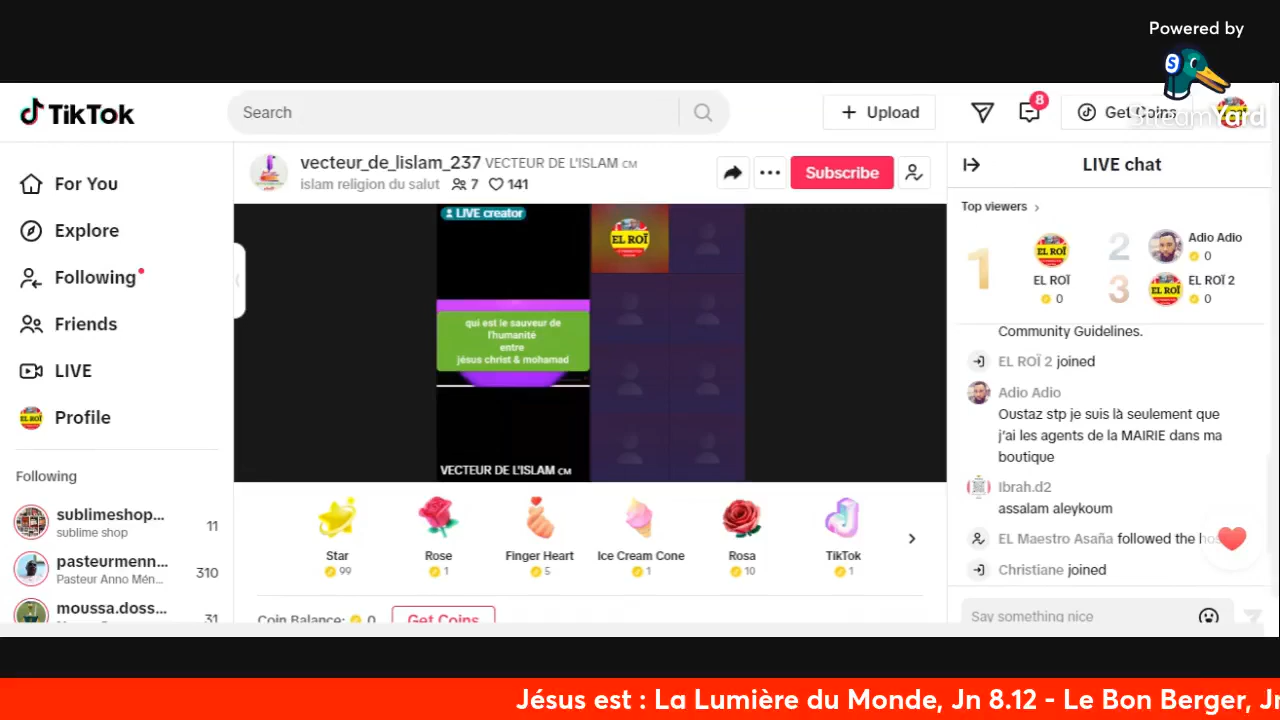 Powered by
StreamYard
TikTok
Search
Upload
8
Get Coins
For You
Explore
Following
Friends
LIVE
Profile
Following
sublimeshop...
sublime shop
11
pasteurmenn...
Pasteur Anno Mén...
310
moussa.doss...
31
vecteur_de_lislam_237 VECTEUR DE L'ISLAM CM
islam religion du salut 7 141
Subscribe
LIVE creator
EL ROÏ
qui est le sauveur de
l'humanité
entre
jésus christ & mohamad
VECTEUR DE L'ISLAM CM
Star
99
Rose
1
Finger Heart
5
Ice Cream Cone
1
Rosa
10
TikTok
1
Coin Balance: 0
Get Coins
LIVE chat
Top viewers
1
EL ROÏ
EL ROÏ
0
2
Adio Adio
0
3
EL ROÏ
EL ROÏ 2
0
Community Guidelines.
EL ROÏ 2 joined
Adio Adio
Oustaz stp je suis là seulement que
j'ai les agents de la MAIRIE dans ma
boutique
Ibrah.d2
assalam aleykoum
EL Maestro Asaña followed the hos
Christiane joined
Say something nice
Jésus est : La Lumière du Monde, Jn 8.12 - Le Bon Berger, Jn